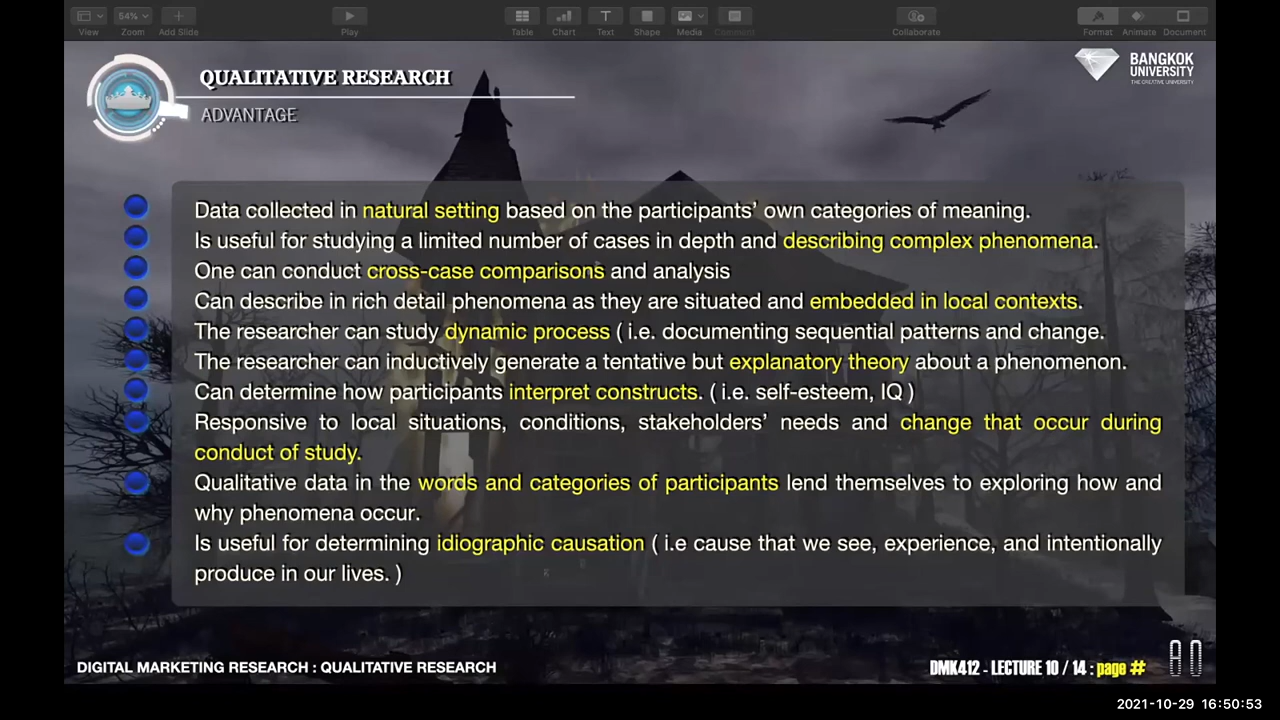 View
54%
Zoom
Add Slide
Play
Table
Chart
Text
Shape
Media
Comment
Collaborate
Format
Animate
Document
QUALITATIVE RESEARCH
ADVANTAGE
BANGKOK
UNIVERSITY
THE CREATIVE UNIVERSITY
Data collected in natural setting based on the participants' own categories of meaning.
Is useful for studying a limited number of cases in depth and describing complex phenomena.
One can conduct cross-case comparisons and analysis
Can describe in rich detail phenomena as they are situated and embedded in local contexts.
The researcher can study dynamic process ( i.e. documenting sequential patterns and change.
The researcher can inductively generate a tentative but explanatory theory about a phenomenon.
Can determine how participants interpret constructs. ( i.e. self-esteem, IQ )
Responsive to local situations, conditions, stakeholders' needs and change that occur during
conduct of study.
Qualitative data in the words and categories of participants lend themselves to exploring how and
why phenomena occur.
Is useful for determining idiographic causation ( i.e cause that we see, experience, and intentionally
produce in our lives. )
DIGITAL MARKETING RESEARCH : QUALITATIVE RESEARCH
DMK412 - LECTURE 10 / 14 : page #
80
2021-10-29 16:50:53